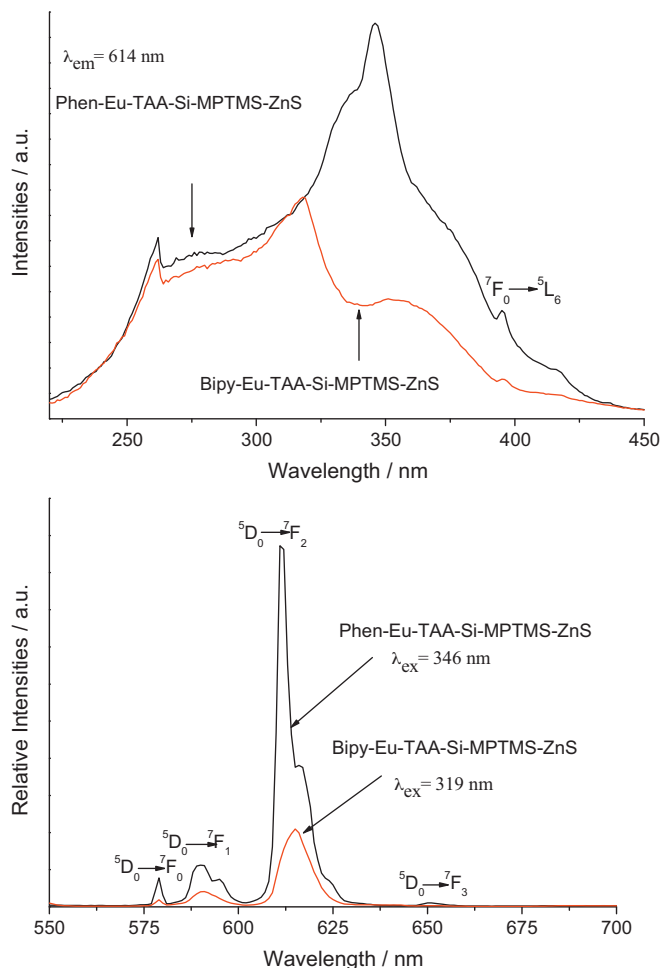 λem = 614 nm
Phen-Eu-TAA-Si-MPTMS-ZnS
Intensities / a.u.
⁷F₀ → ⁵L₆
Bipy-Eu-TAA-Si-MPTMS-ZnS
250 300 350 400 450
Wavelength / nm
⁵D₀ → ⁷F₂
Phen-Eu-TAA-Si-MPTMS-ZnS
λex = 346 nm
Relative Intensities / a.u.
Bipy-Eu-TAA-Si-MPTMS-ZnS
λex = 319 nm
⁵D₀ → ⁷F₁
⁵D₀ → ⁷F₀
⁵D₀ → ⁷F₃
550 575 600 625 650 675 700
Wavelength / nm